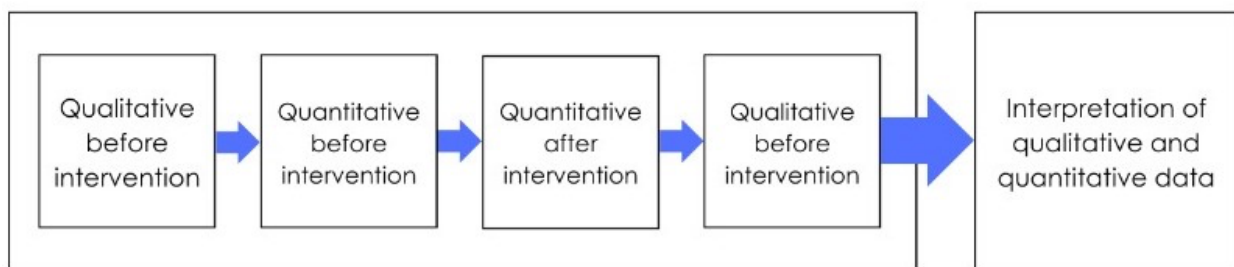 Qualitative
before
intervention
Quantitative
before
intervention
Quantitative
after
intervention
Qualitative
before
intervention
Interpretation of
qualitative and
quantitative data